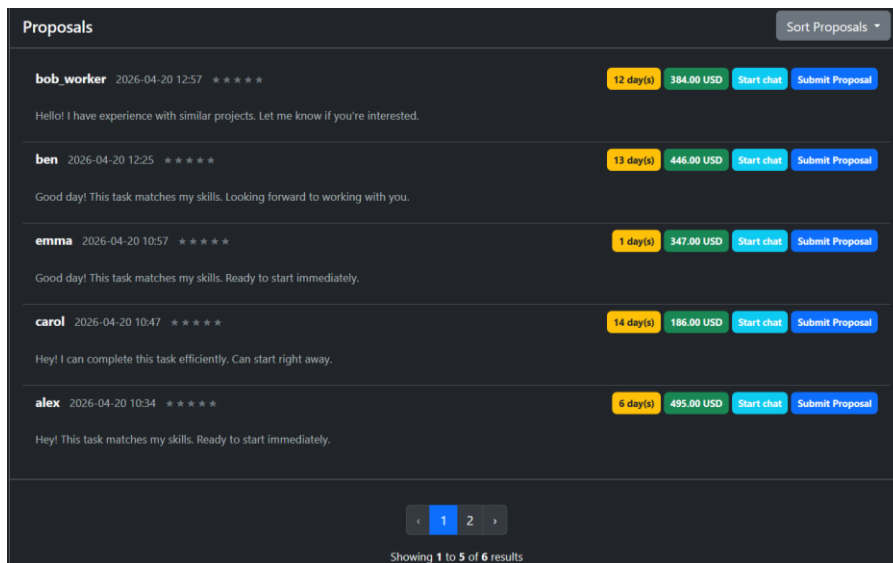 Proposals
Sort Proposals
bob_worker 2026-04-20 12:57 ★★★★★ 12 day(s) 384.00 USD Start chat Submit Proposal
Hello! I have experience with similar projects. Let me know if you're interested.
ben 2026-04-20 12:25 ★★★★★ 13 day(s) 446.00 USD Start chat Submit Proposal
Good day! This task matches my skills. Looking forward to working with you.
emma 2026-04-20 10:57 ★★★★★ 1 day(s) 347.00 USD Start chat Submit Proposal
Good day! This task matches my skills. Ready to start immediately.
carol 2026-04-20 10:47 ★★★★★ 14 day(s) 186.00 USD Start chat Submit Proposal
Hey! I can complete this task efficiently. Can start right away.
alex 2026-04-20 10:34 ★★★★★ 6 day(s) 495.00 USD Start chat Submit Proposal
Hey! This task matches my skills. Ready to start immediately.
‹ 1 2 ›
Showing 1 to 5 of 6 results